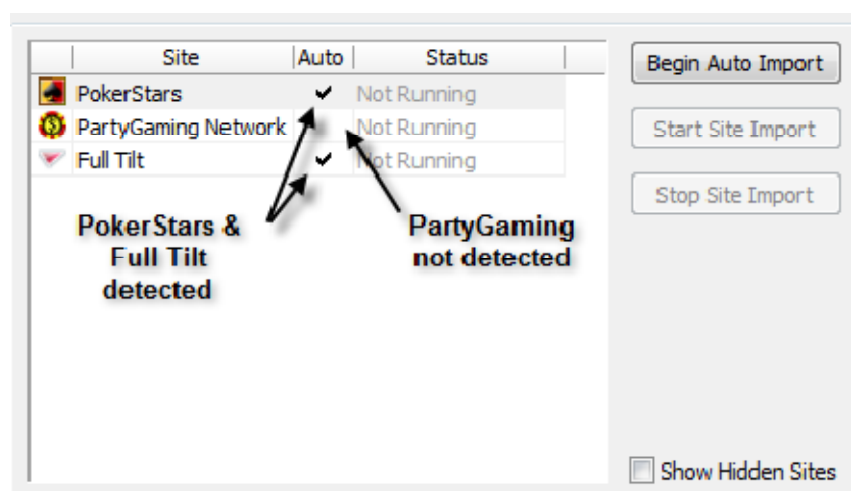 Site Auto Status
PokerStars ✔ Not Running
PartyGaming Network Not Running
Full Tilt ✔ Not Running
PokerStars &
Full Tilt
detected
PartyGaming
not detected
Begin Auto Import
Start Site Import
Stop Site Import
Show Hidden Sites